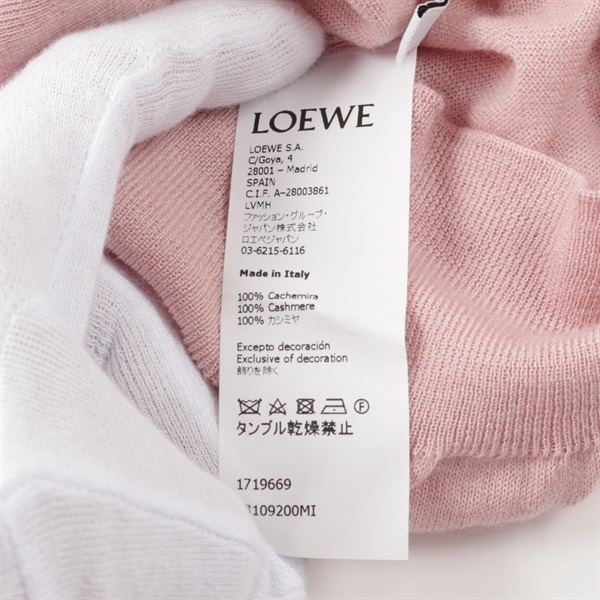 LOEWE
LOEWE S.A.
C/Goya, 4
28001 – Madrid
SPAIN
C.I.F. A–28003861
LVMH
ファッション・グループ・
ジャパン株式会社
ロエベジャパン
03-6215-6116
Made in Italy
100% Cachemira
100% Cashmere
100% カシミヤ
Excepto decoración
Exclusive of decoration
飾りを除く
タンブル乾燥禁止
1719669
3109200MI